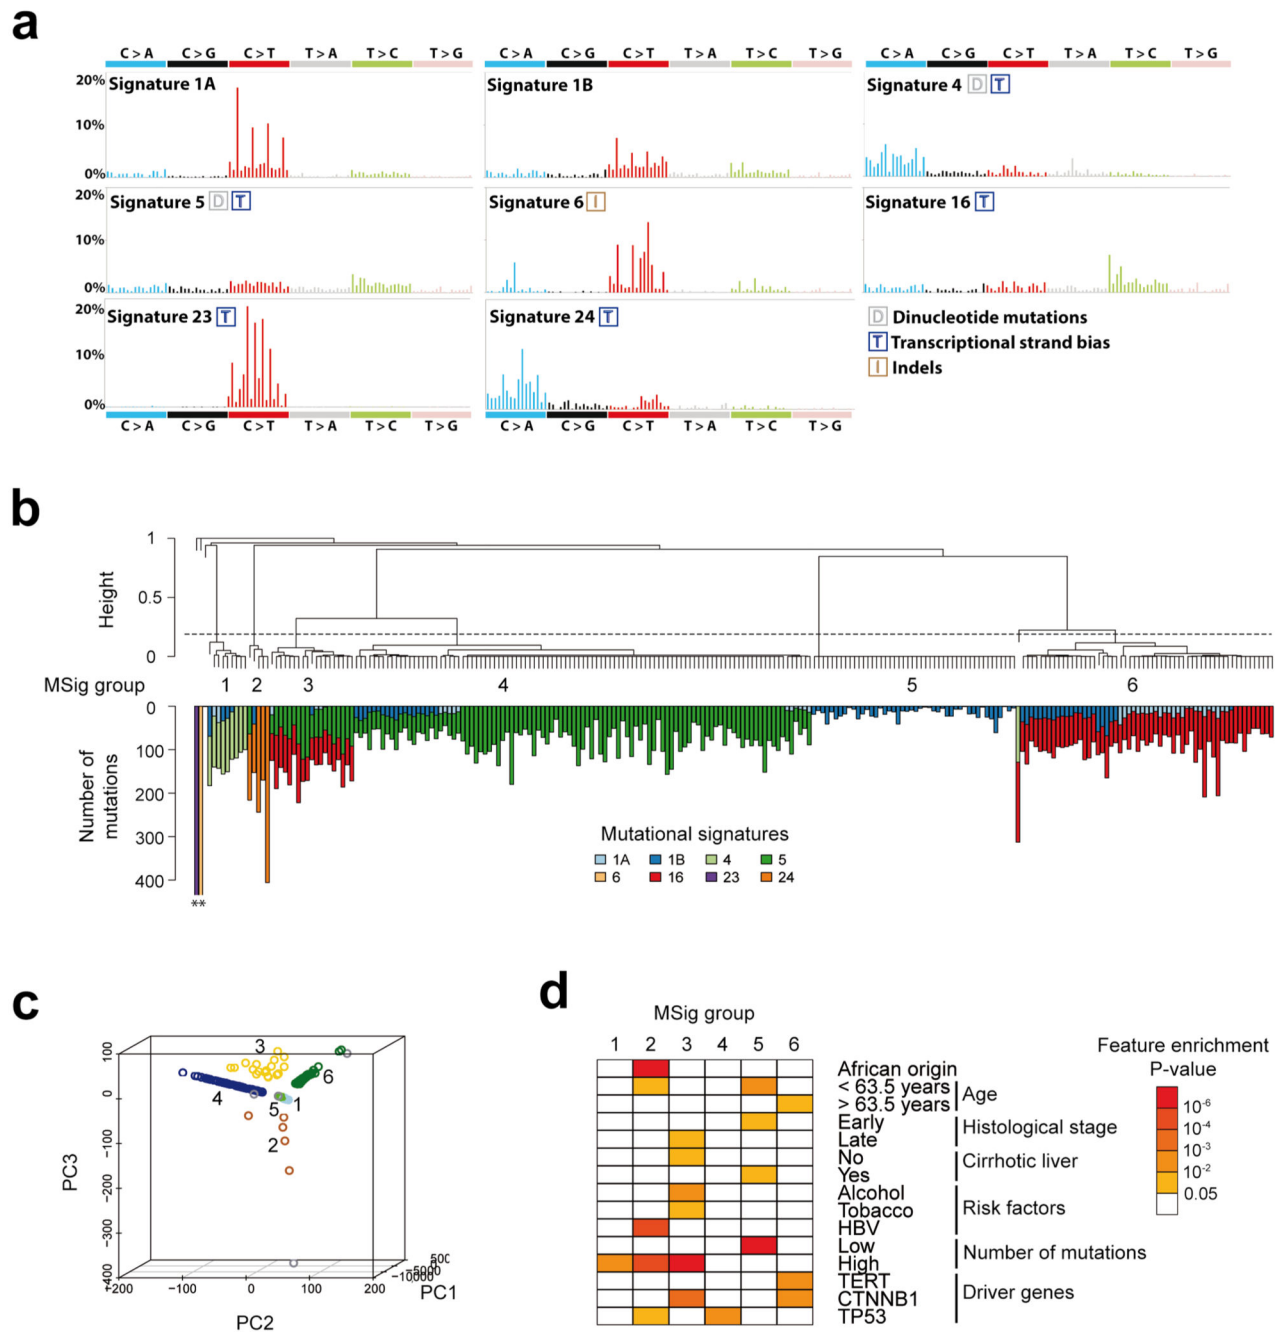 a
C > A C > G C > T T > A T > C T > G C > A C > G C > T T > A T > C T > G C > A C > G C > T T > A T > C T > G
20% Signature 1A Signature 1B Signature 4 D T
10%
0%
20% Signature 5 D T Signature 6 I Signature 16 T
10%
0%
20% Signature 23 T Signature 24 T D Dinucleotide mutations
10% T Transcriptional strand bias
I Indels
0%
C > A C > G C > T T > A T > C T > G C > A C > G C > T T > A T > C T > G
b
Height
1
0.5
0
MSig group 1 2 3 4 5 6
Number of
mutations
0
100
200
300
400
**
Mutational signatures
1A 1B 4 5
6 16 23 24
c
PC3
100
0
-100
-200
-300
-400
3
6
4
5 1
2
+200 -100 0 100 200
500
-5000
-10,000
PC1
PC2
d
MSig group
1 2 3 4 5 6
African origin
< 63.5 years
> 63.5 years
Age
Early
Late
Histological stage
No
Yes
Cirrhotic liver
Alcohol
Tobacco
HBV
Risk factors
Low
High
Number of mutations
TERT
CTNNB1
TP53
Driver genes
Feature enrichment
P-value
10-6
10-4
10-3
10-2
0.05